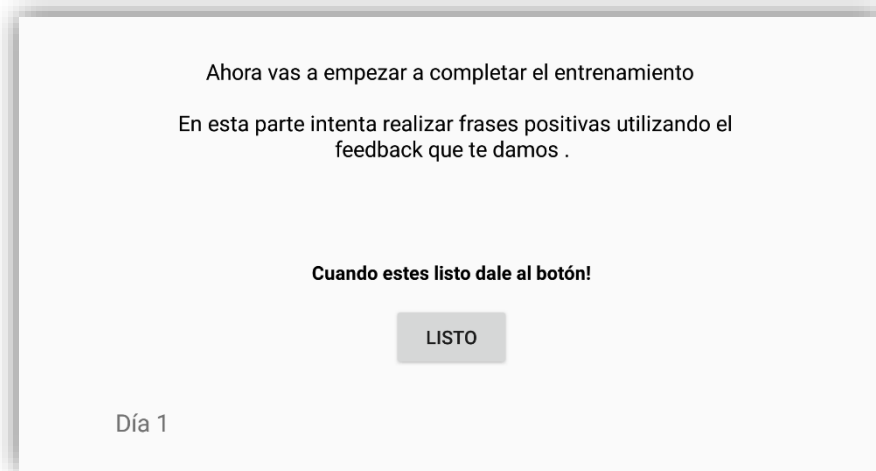 Ahora vas a empezar a completar el entrenamiento
En esta parte intenta realizar frases positivas utilizando el
feedback que te damos .
Cuando estes listo dale al botón!
LISTO
Día 1